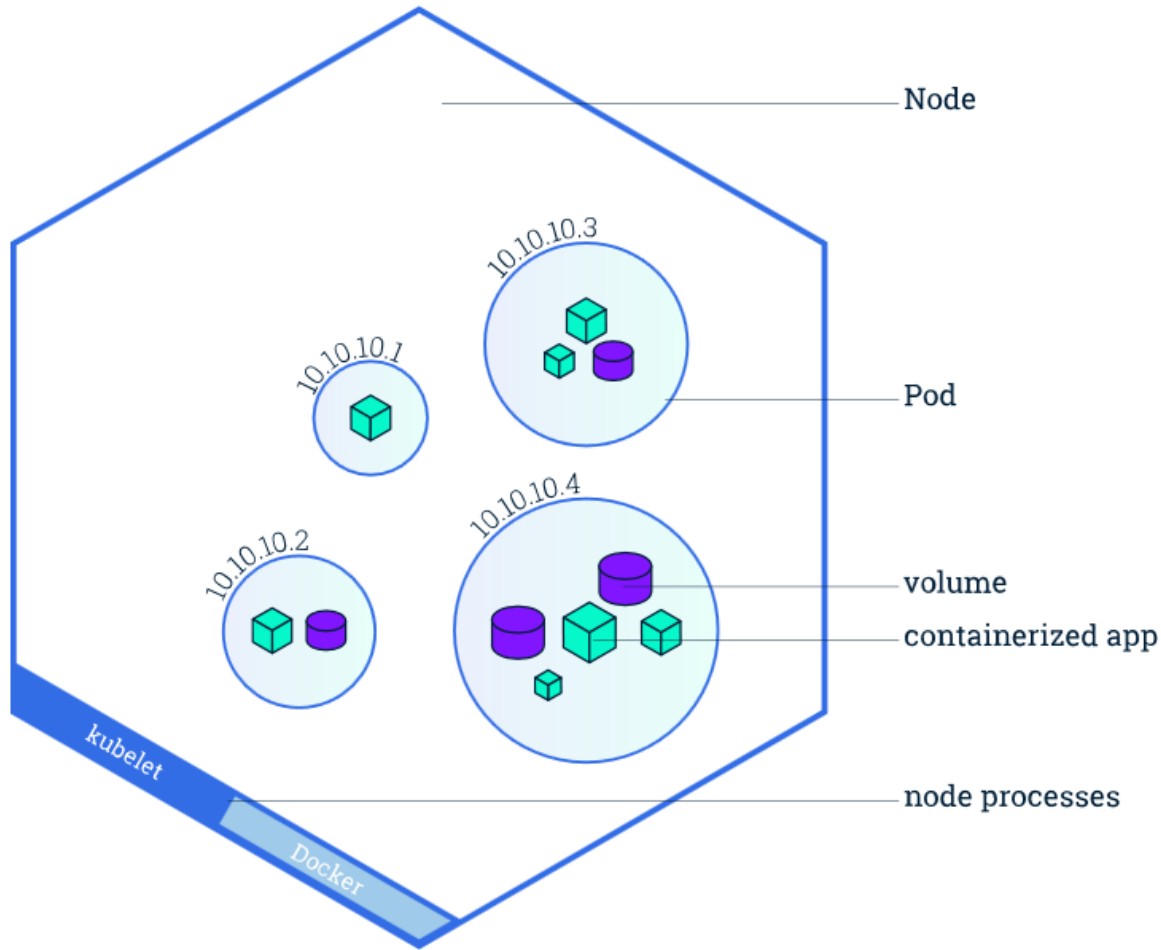 Node
10.10.10.3
10.10.10.1
Pod
10.10.10.4
10.10.10.2
volume
containerized app
kubelet
node processes
Docker